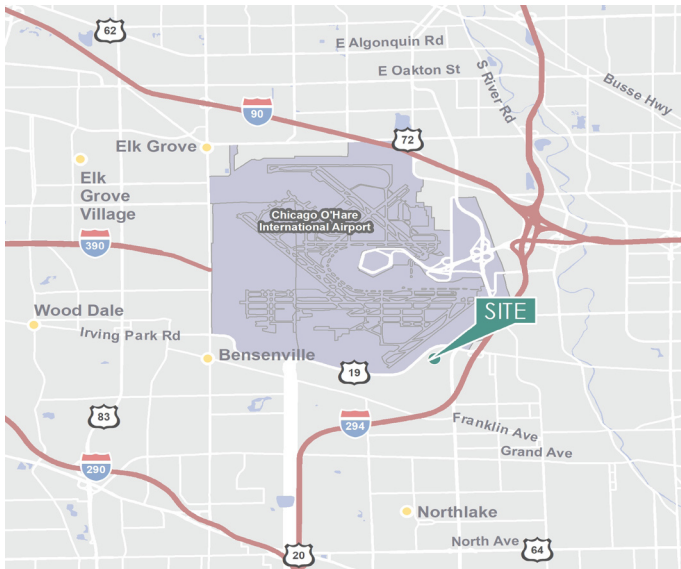 62
E Algonquin Rd
E Oakton St
S River Rd
Busse Hwy
90
72
Elk Grove
Elk
Grove
Village
Chicago O'Hare
International Airport
390
Wood Dale
SITE
Irving Park Rd
Bensenville
19
83
294
Franklin Ave
Grand Ave
290
Northlake
North Ave
64
20